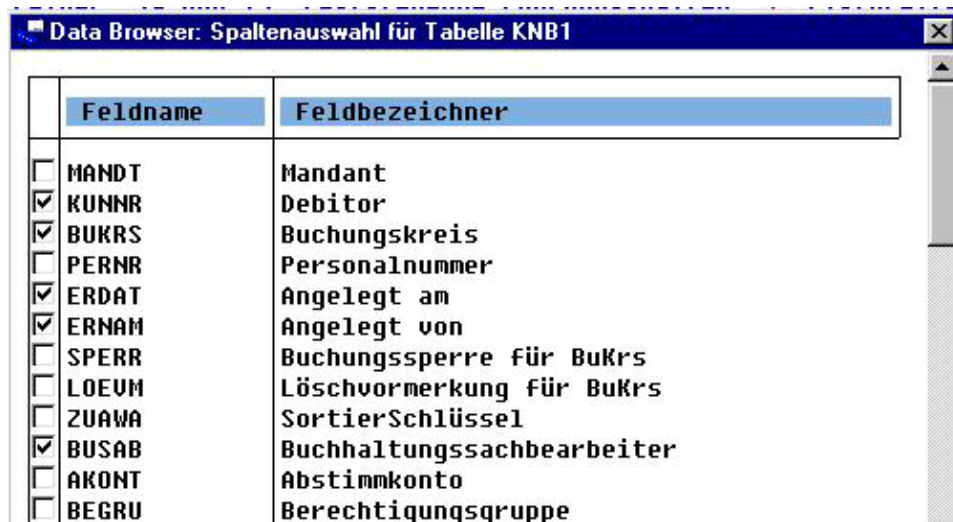 Data Browser: Spaltenauswahl für Tabelle KNB1
Feldname Feldbezeichner
MANDT Mandant
KUNNR Debitor
BUKRS Buchungskreis
PERNR Personalnummer
ERDAT Angelegt am
ERNAM Angelegt von
SPERR Buchungssperre für BuKrs
LOEVM Löschvormerkung für BuKrs
ZUAWA SortierSchlüssel
BUSAB Buchhaltungssachbearbeiter
AKONT Abstimmkonto
BEGRU Berechtigungsgruppe